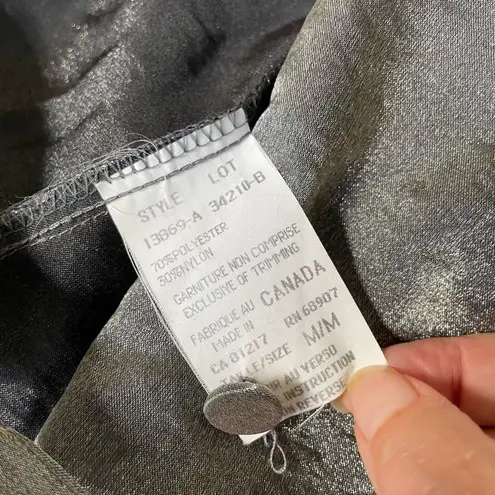 STYLE LOT
13869-A 34210-B
70%POLYESTER
30%NYLON
GARNITURE NON COMPRISE
EXCLUSIVE OF TRIMMING
FABRIQUE AU
MADE IN CANADA
CA 01217 RN 68907
TAILLE/SIZE M/M
AU VERSO
INSTRUCTION
ON REVERSE